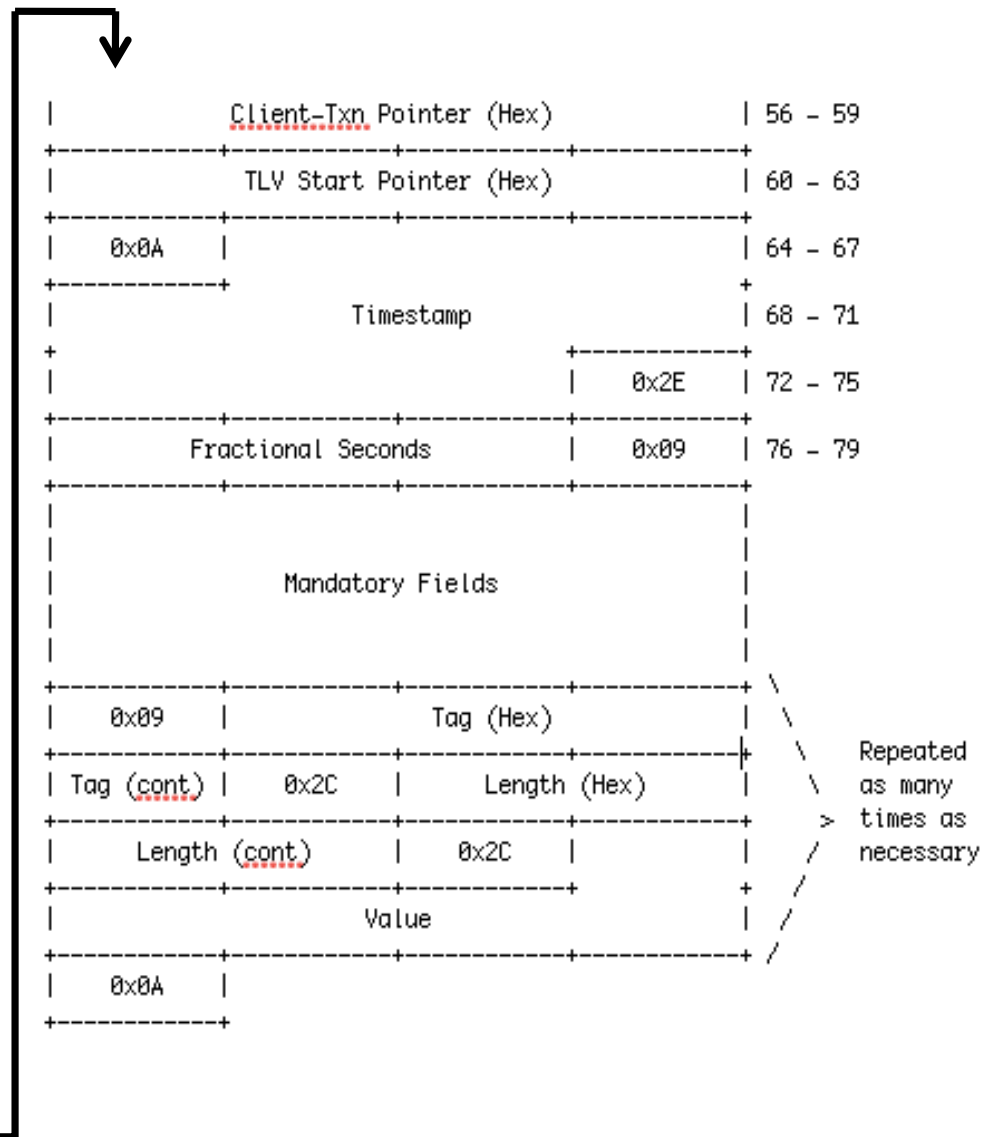 Client-Txn Pointer (Hex) 56 - 59
TLV Start Pointer (Hex) 60 - 63
0x0A 64 - 67
Timestamp 68 - 71
0x2E 72 - 75
Fractional Seconds 0x09 76 - 79
Mandatory Fields
0x09 Tag (Hex)
Repeated
Tag (cont) 0x2C Length (Hex) as many
times as
Length (cont) 0x2C necessary
Value
0x0A